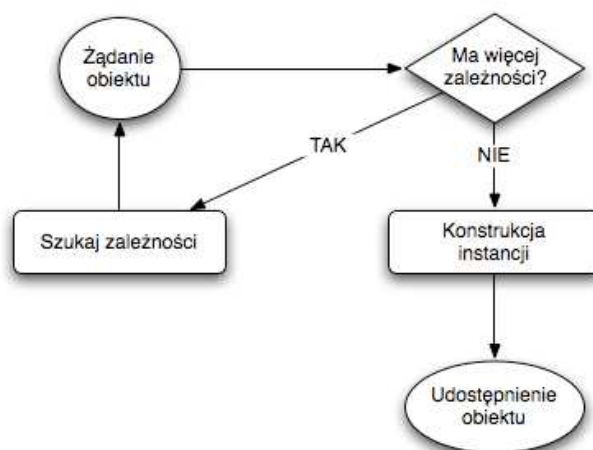 Żądanie
obiektu
Ma więcej
zależności?
TAK
NIE
Szukaj zależności
Konstrukcja
instancji
Udostępnienie
obiektu